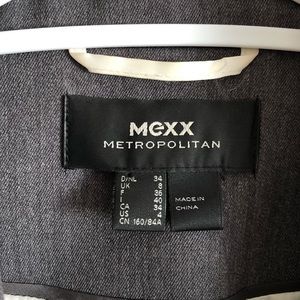 mexx
METROPOLITAN
D/NL 34
UK 8
F 36
I 40
CA 34
US 4
CN 160/84A
MADE IN
CHINA